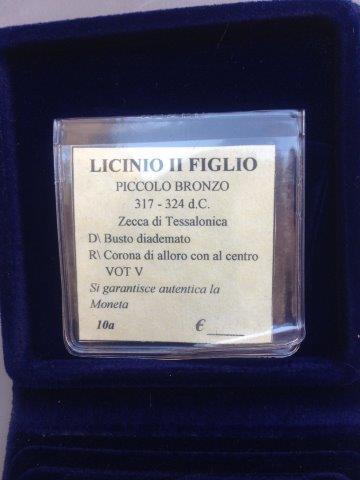 LICINIO II FIGLIO
PICCOLO BRONZO
317 - 324 d.C.
Zecca di Tessalonica
D\ Busto diademato
R\ Corona di alloro con al centro
VOT V
Si garantisce autentica la
Moneta
10a € ______